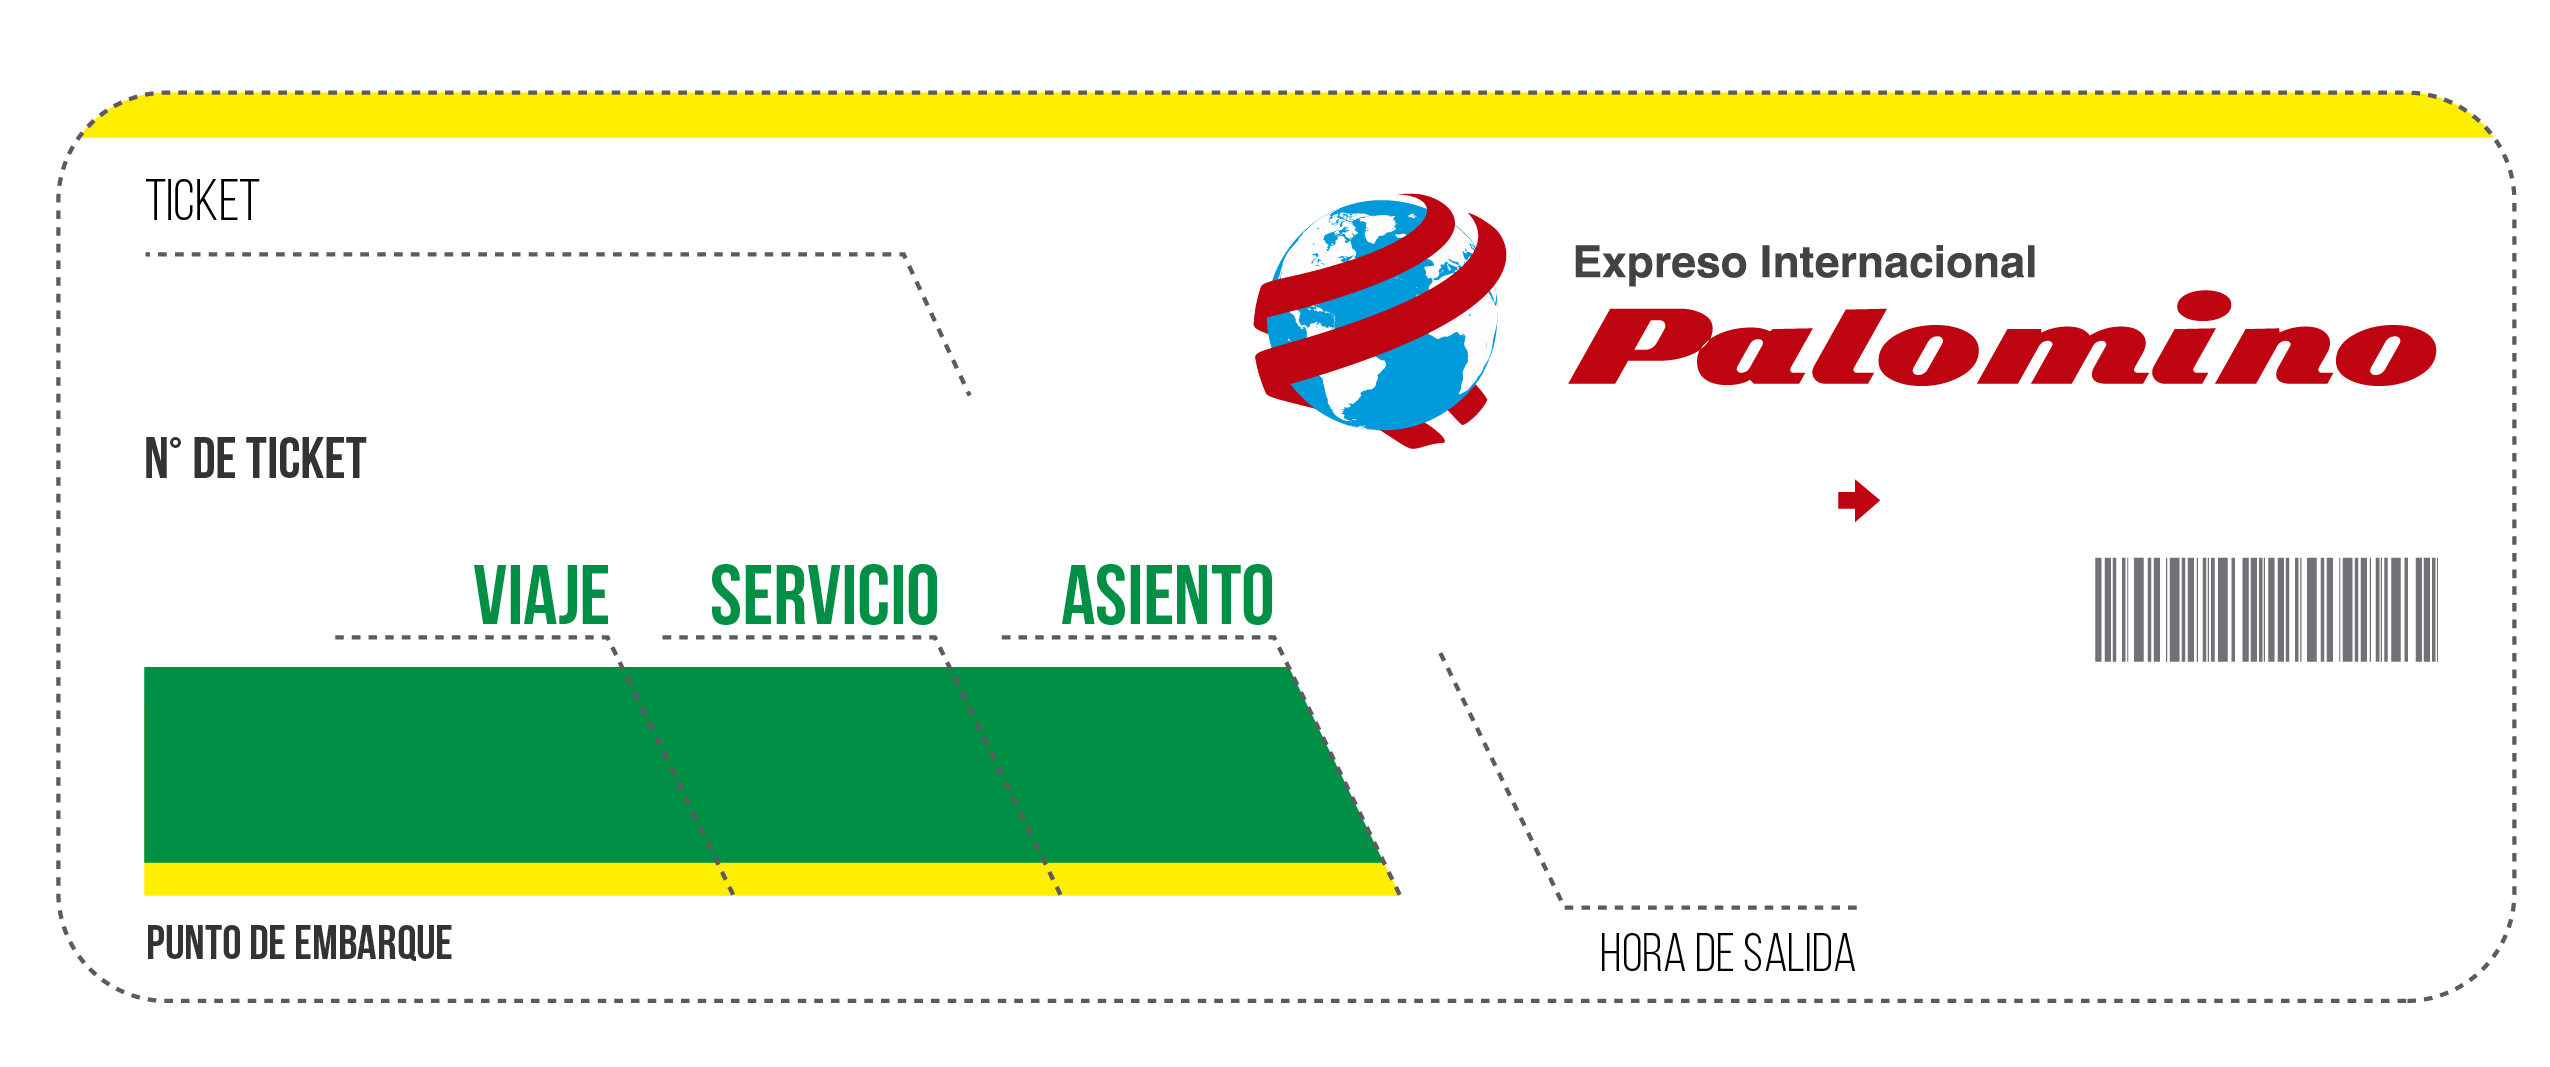 TICKET
Expreso Internacional
Palomino
N° DE TICKET
VIAJE
SERVICIO
ASIENTO
PUNTO DE EMBARQUE
HORA DE SALIDA